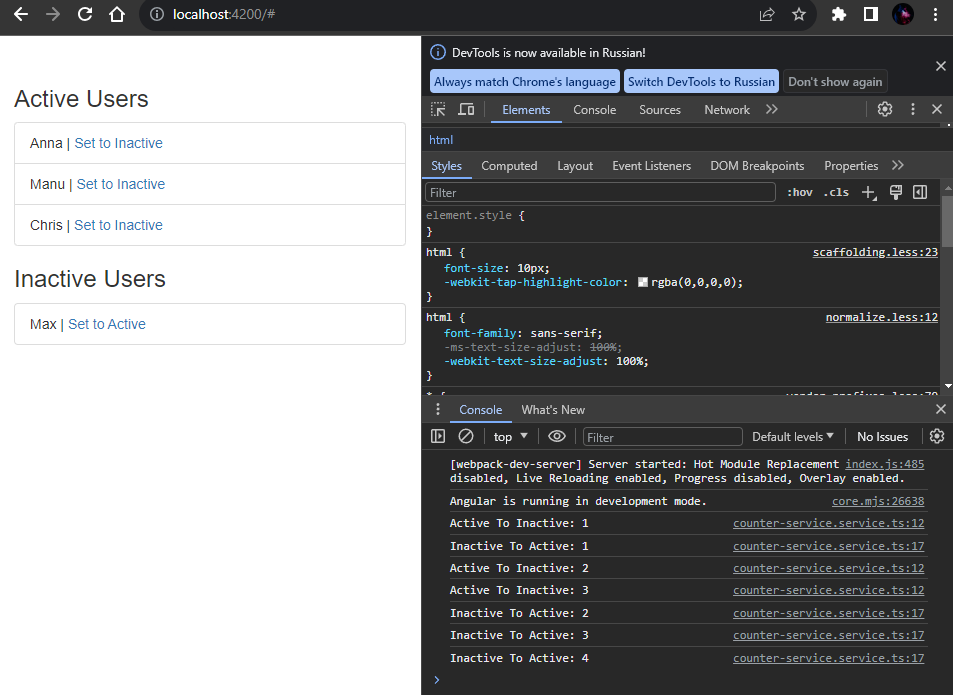 localhost:4200/#
Active Users
Anna | Set to Inactive
Manu | Set to Inactive
Chris | Set to Inactive
Inactive Users
Max | Set to Active
DevTools is now available in Russian!
Always match Chrome's language Switch DevTools to Russian Don't show again
Elements Console Sources Network
html
Styles Computed Layout Event Listeners DOM Breakpoints Properties
Filter :hov .cls
element.style {
}
html { scaffolding.less:23
font-size: 10px;
-webkit-tap-highlight-color: rgba(0,0,0,0);
}
html { normalize.less:12
font-family: sans-serif;
-ms-text-size-adjust: 100%;
-webkit-text-size-adjust: 100%;
}
Console What's New
top Filter Default levels No Issues
[webpack-dev-server] Server started: Hot Module Replacement index.js:485
disabled, Live Reloading enabled, Progress disabled, Overlay enabled.
Angular is running in development mode. core.mjs:26638
Active To Inactive: 1 counter-service.service.ts:12
Inactive To Active: 1 counter-service.service.ts:17
Active To Inactive: 2 counter-service.service.ts:12
Active To Inactive: 3 counter-service.service.ts:12
Inactive To Active: 2 counter-service.service.ts:17
Inactive To Active: 3 counter-service.service.ts:17
Inactive To Active: 4 counter-service.service.ts:17